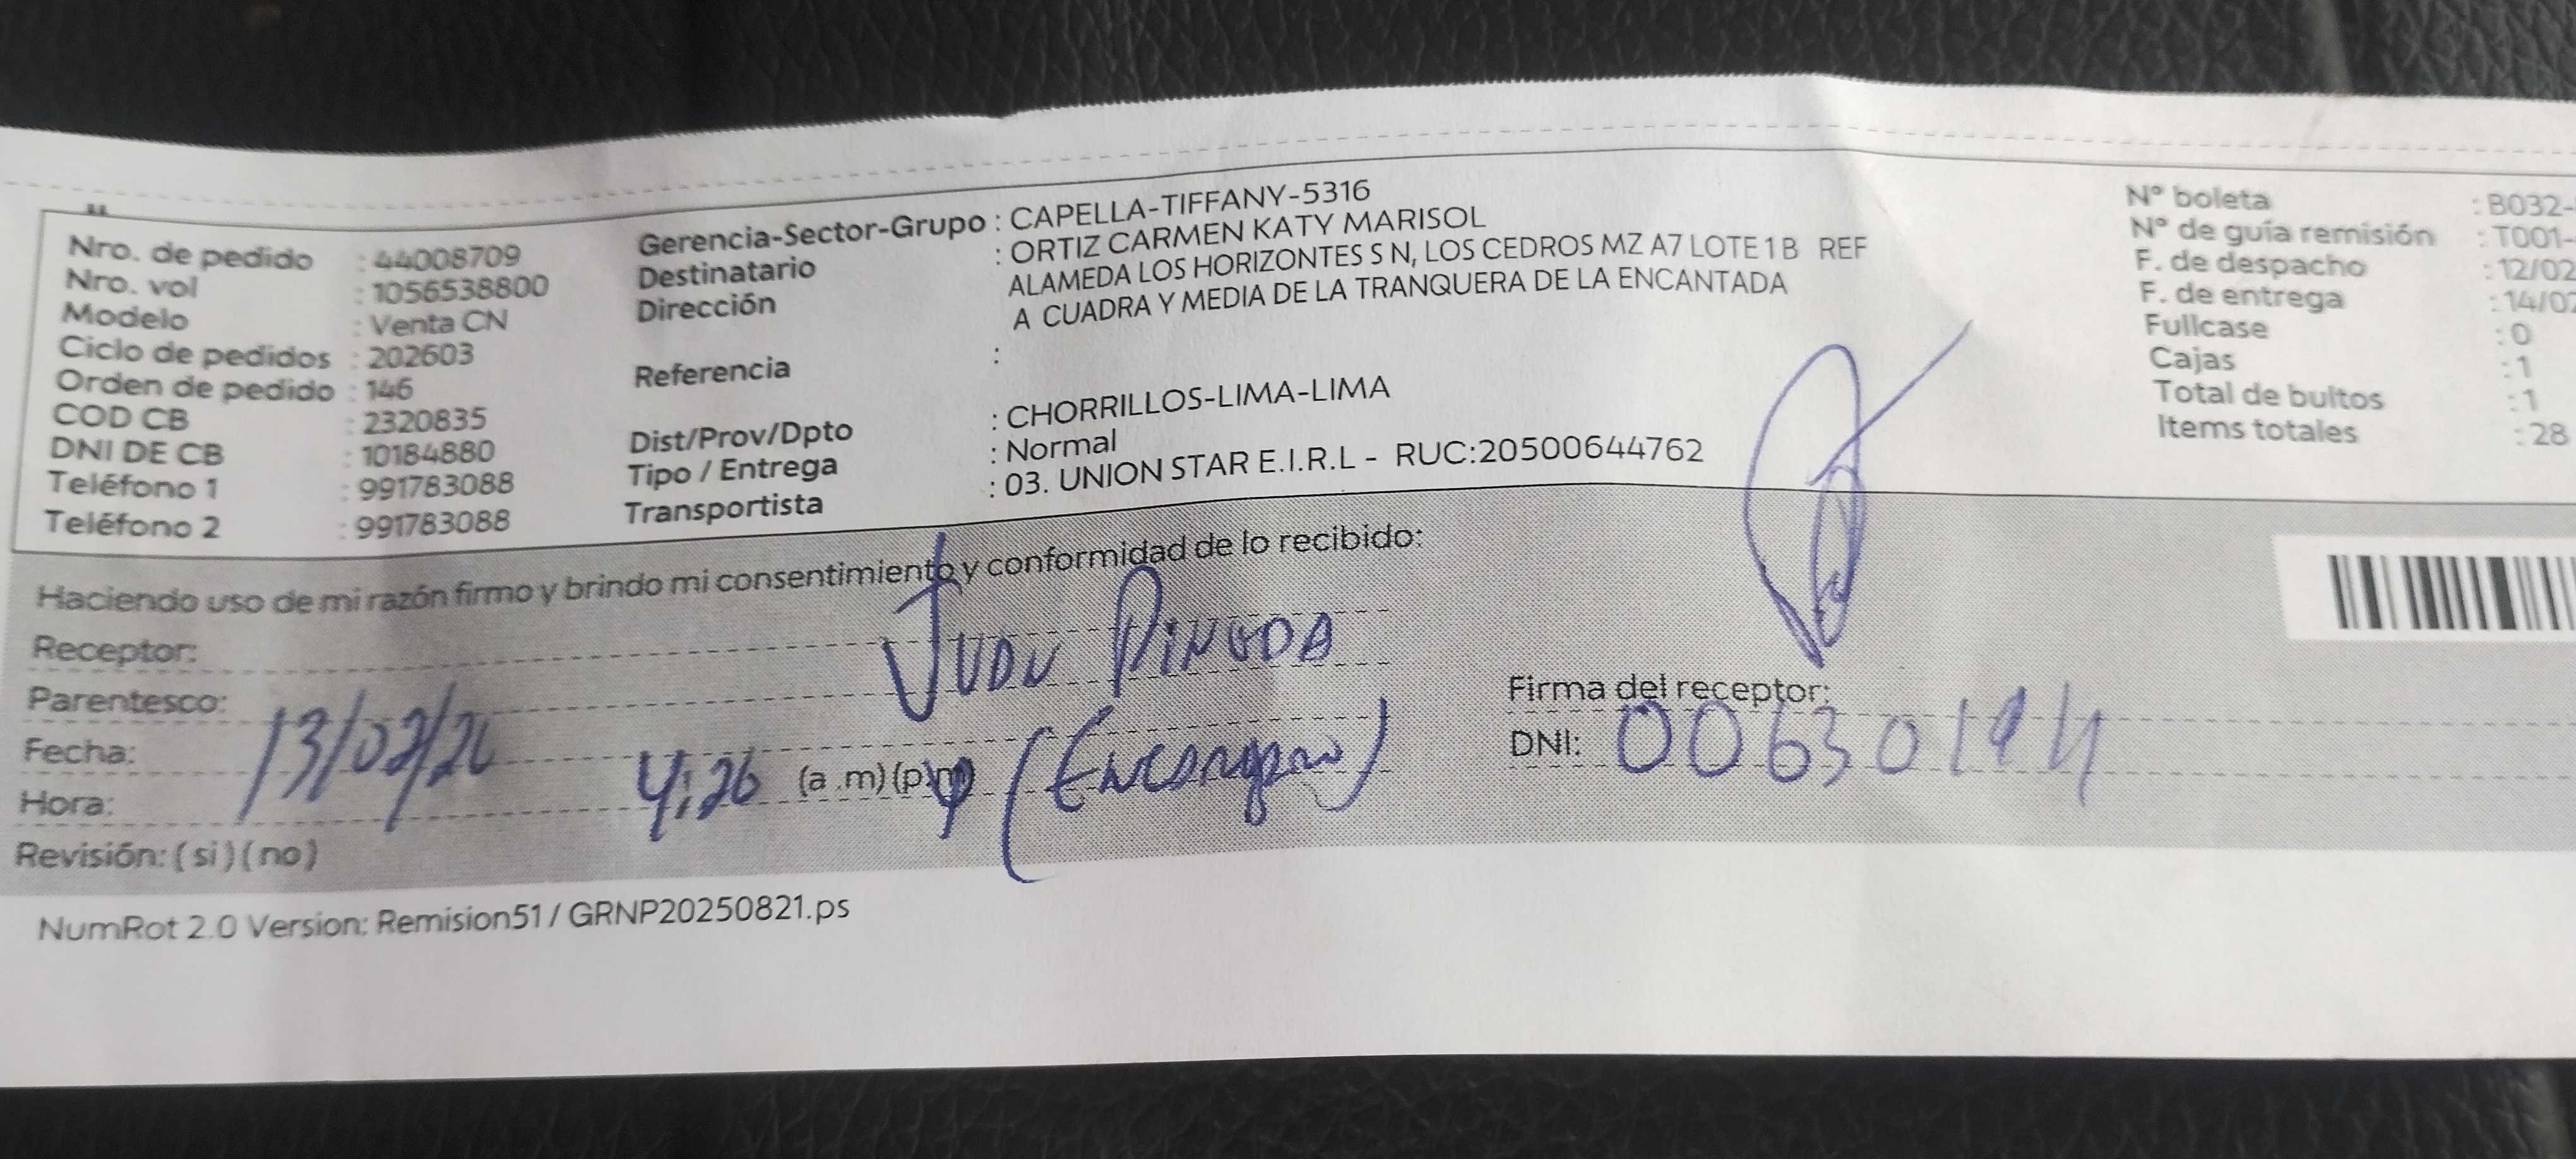 Nro. de pedido : 44008709
Nro. vol : 1056538800
Modelo : Venta CN
Ciclo de pedidos : 202603
Orden de pedido : 146
COD CB : 2320835
DNI DE CB : 10184880
Teléfono 1 : 991783088
Teléfono 2 : 991783088
Gerencia-Sector-Grupo : CAPELLA-TIFFANY-5316
Destinatario : ORTIZ CARMEN KATY MARISOL
Dirección ALAMEDA LOS HORIZONTES S N, LOS CEDROS MZ A7 LOTE 1 B REF
A CUADRA Y MEDIA DE LA TRANQUERA DE LA ENCANTADA
Referencia :
Dist/Prov/Dpto : CHORRILLOS-LIMA-LIMA
Tipo / Entrega : Normal
Transportista : 03. UNION STAR E.I.R.L - RUC:20500644762
N° boleta : B032-
N° de guía remisión : T001-
F. de despacho : 12/02
F. de entrega : 14/02
Fullcase : 0
Cajas : 1
Total de bultos : 1
Items totales : 28
Haciendo uso de mi razón firmo y brindo mi consentimiento y conformidad de lo recibido:
Receptor:
Parentesco:
Fecha: 13/02/26
Hora: 4:26 (a .m)(p.m)
Revisión: (si)(no)
Firma del receptor:
DNI:
NumRot 2.0 Version: Remision51 / GRNP20250821.ps